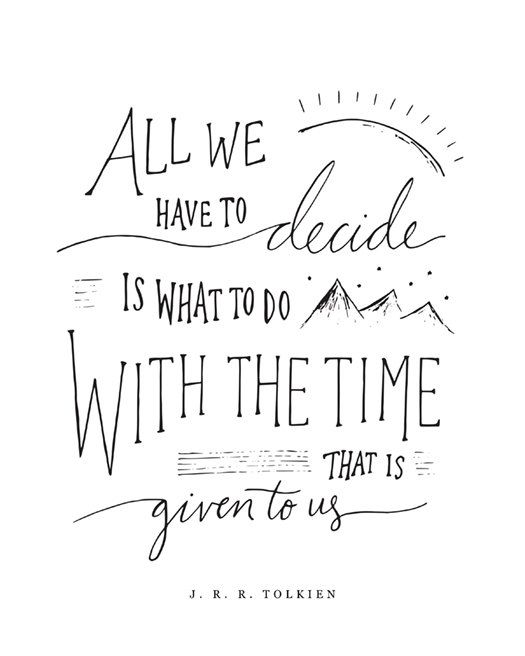 ALL WE
HAVE TO decide
IS WHAT TO DO
WITH THE TIME
THAT IS
given to us
J. R. R. TOLKIEN